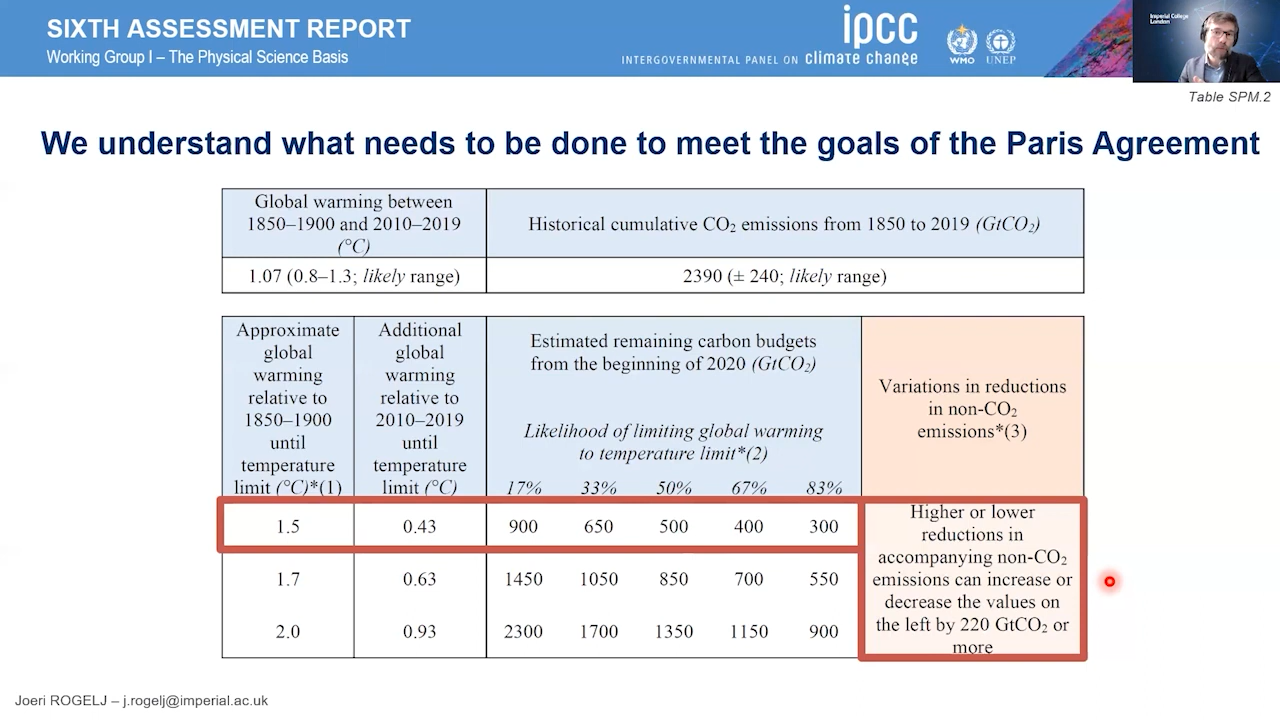 SIXTH ASSESSMENT REPORT
Working Group I – The Physical Science Basis
INTERGOVERNMENTAL PANEL ON climate change
ipcc
WMO
UNEP
Imperial College
London
Table SPM.2
We understand what needs to be done to meet the goals of the Paris Agreement
Global warming between
1850–1900 and 2010–2019
(°C)
Historical cumulative CO₂ emissions from 1850 to 2019 (GtCO₂)
1.07 (0.8–1.3; likely range)
2390 (± 240; likely range)
Approximate
global
warming
relative to
1850–1900
until
temperature
limit (°C)*(1)
Additional
global
warming
relative to
2010–2019
until
temperature
limit (°C)
Estimated remaining carbon budgets
from the beginning of 2020 (GtCO₂)
Likelihood of limiting global warming
to temperature limit*(2)
17% 33% 50% 67% 83%
Variations in reductions
in non-CO₂
emissions*(3)
1.5 0.43 900 650 500 400 300
1.7 0.63 1450 1050 850 700 550
2.0 0.93 2300 1700 1350 1150 900
Higher or lower
reductions in
accompanying non-CO₂
emissions can increase or
decrease the values on
the left by 220 GtCO₂ or
more
Joeri ROGELJ – j.rogelj@imperial.ac.uk